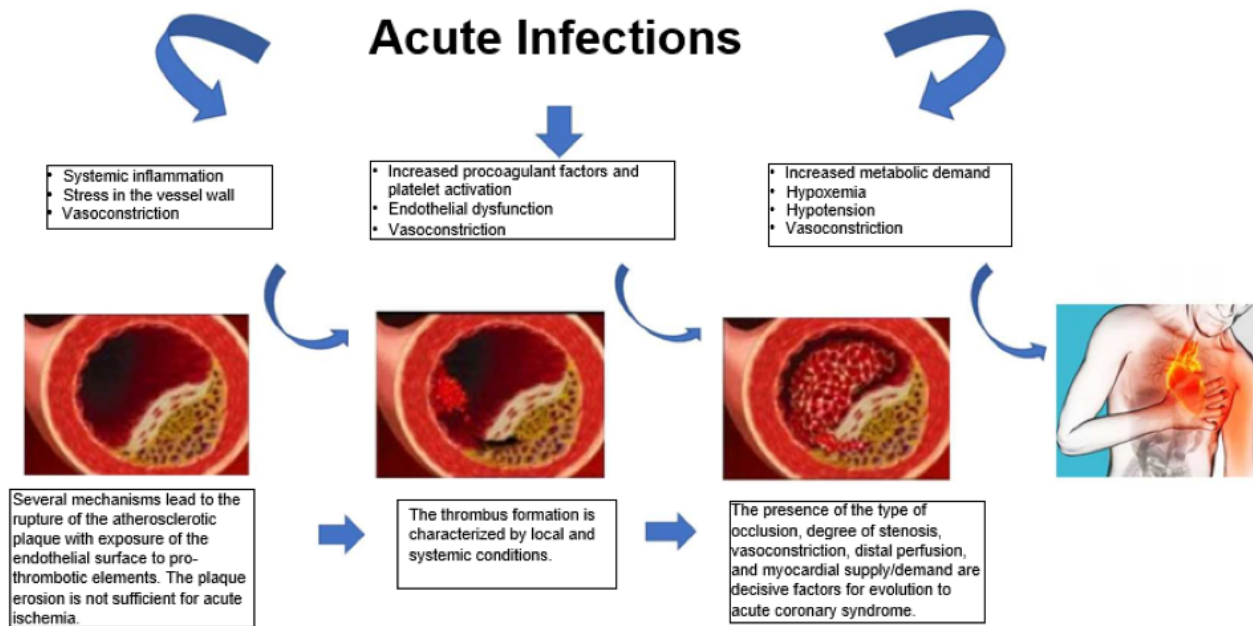 Acute Infections
• Systemic inflammation
• Stress in the vessel wall
• Vasoconstriction
• Increased procoagulant factors and
platelet activation
• Endothelial dysfunction
• Vasoconstriction
• Increased metabolic demand
• Hypoxemia
• Hypotension
• Vasoconstriction
Several mechanisms lead to the
rupture of the atherosclerotic
plaque with exposure of the
endothelial surface to pro-
thrombotic elements. The plaque
erosion is not sufficient for acute
ischemia.
The thrombus formation is
characterized by local and
systemic conditions.
The presence of the type of
occlusion, degree of stenosis,
vasoconstriction, distal perfusion,
and myocardial supply/demand are
decisive factors for evolution to
acute coronary syndrome.